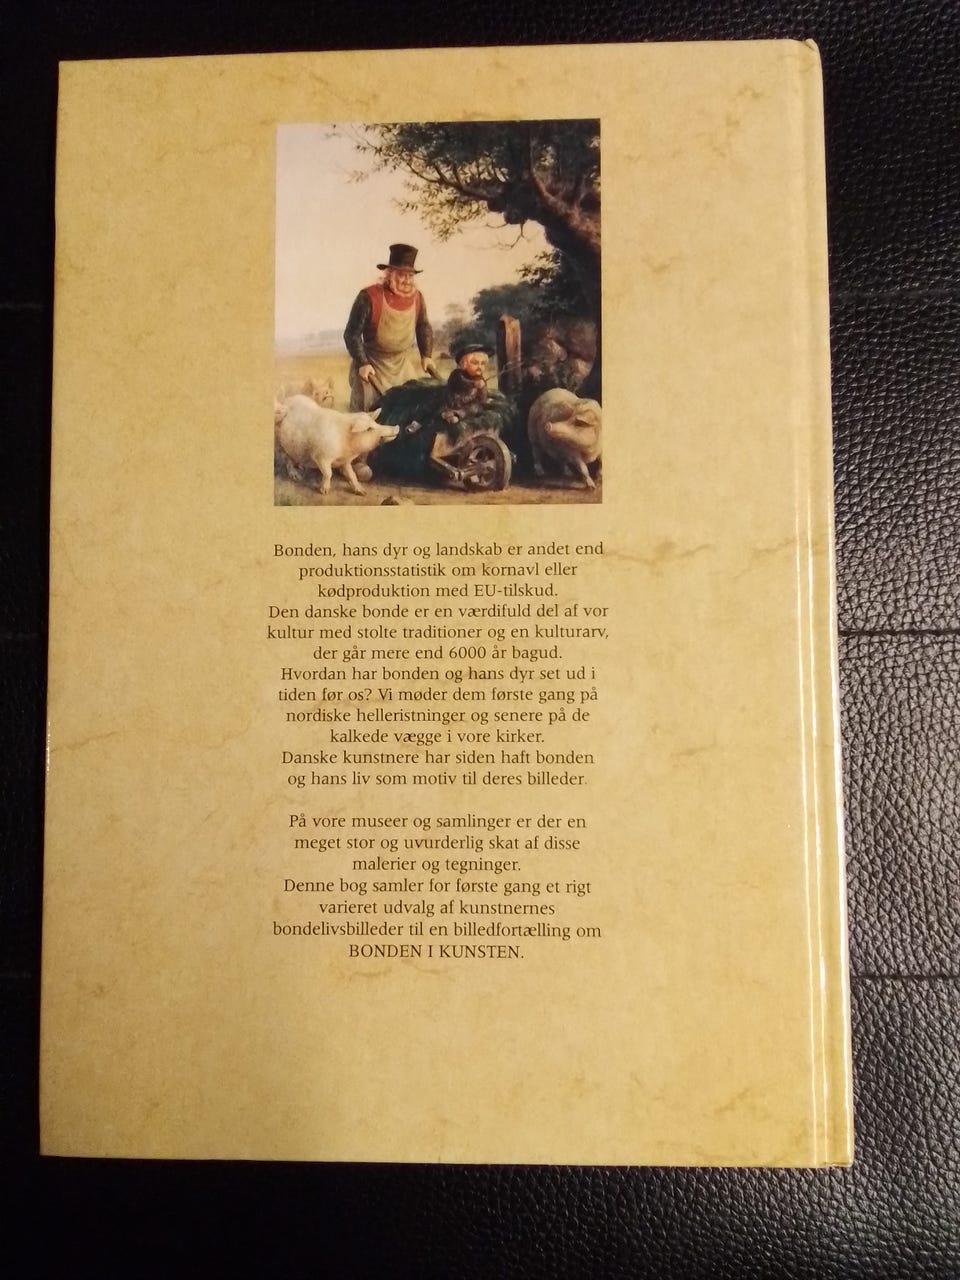 Bonden, hans dyr og landskab er andet end
produktionsstatistik om kornavl eller
kødproduktion med EU-tilskud.
Den danske bonde er en værdifuld del af vor
kultur med stolte traditioner og en kulturarv,
der går mere end 6000 år bagud.
Hvordan har bonden og hans dyr set ud i
tiden før os? Vi møder dem første gang på
nordiske helleristninger og senere på de
kalkede vægge i vore kirker.
Danske kunstnere har siden haft bonden
og hans liv som motiv til deres billeder.
På vore museer og samlinger er der en
meget stor og uvurderlig skat af disse
malerier og tegninger.
Denne bog samler for første gang et rigt
varieret udvalg af kunstnernes
bondelivsbilleder til en billedfortælling om
BONDEN I KUNSTEN.